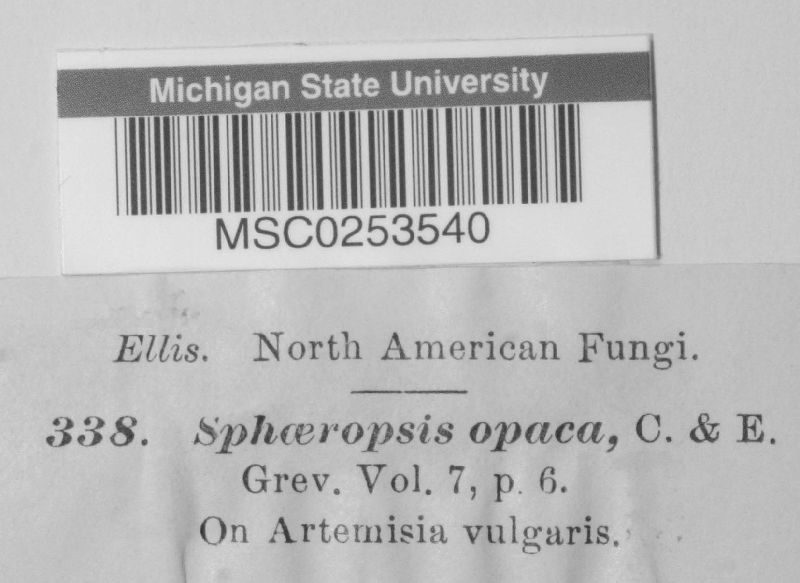 Michigan State University
MSC0253540
Ellis. North American Fungi.
338. Sphæropsis opaca, C. & E.
Grev. Vol. 7, p. 6.
On Artemisia vulgaris.